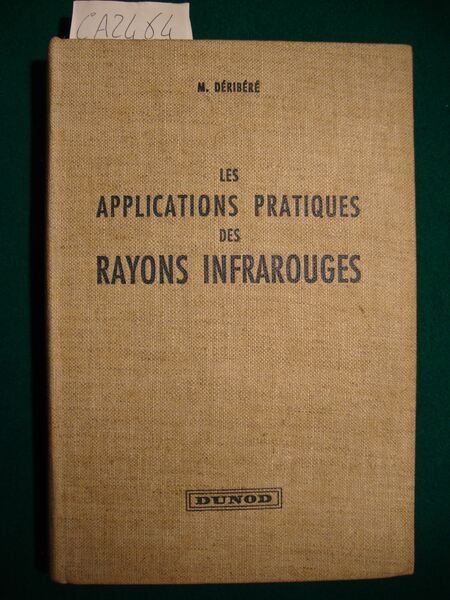 CA2464
M. DÉRIBÉRÉ
LES
APPLICATIONS PRATIQUES
DES
RAYONS INFRAROUGES
DUNOD